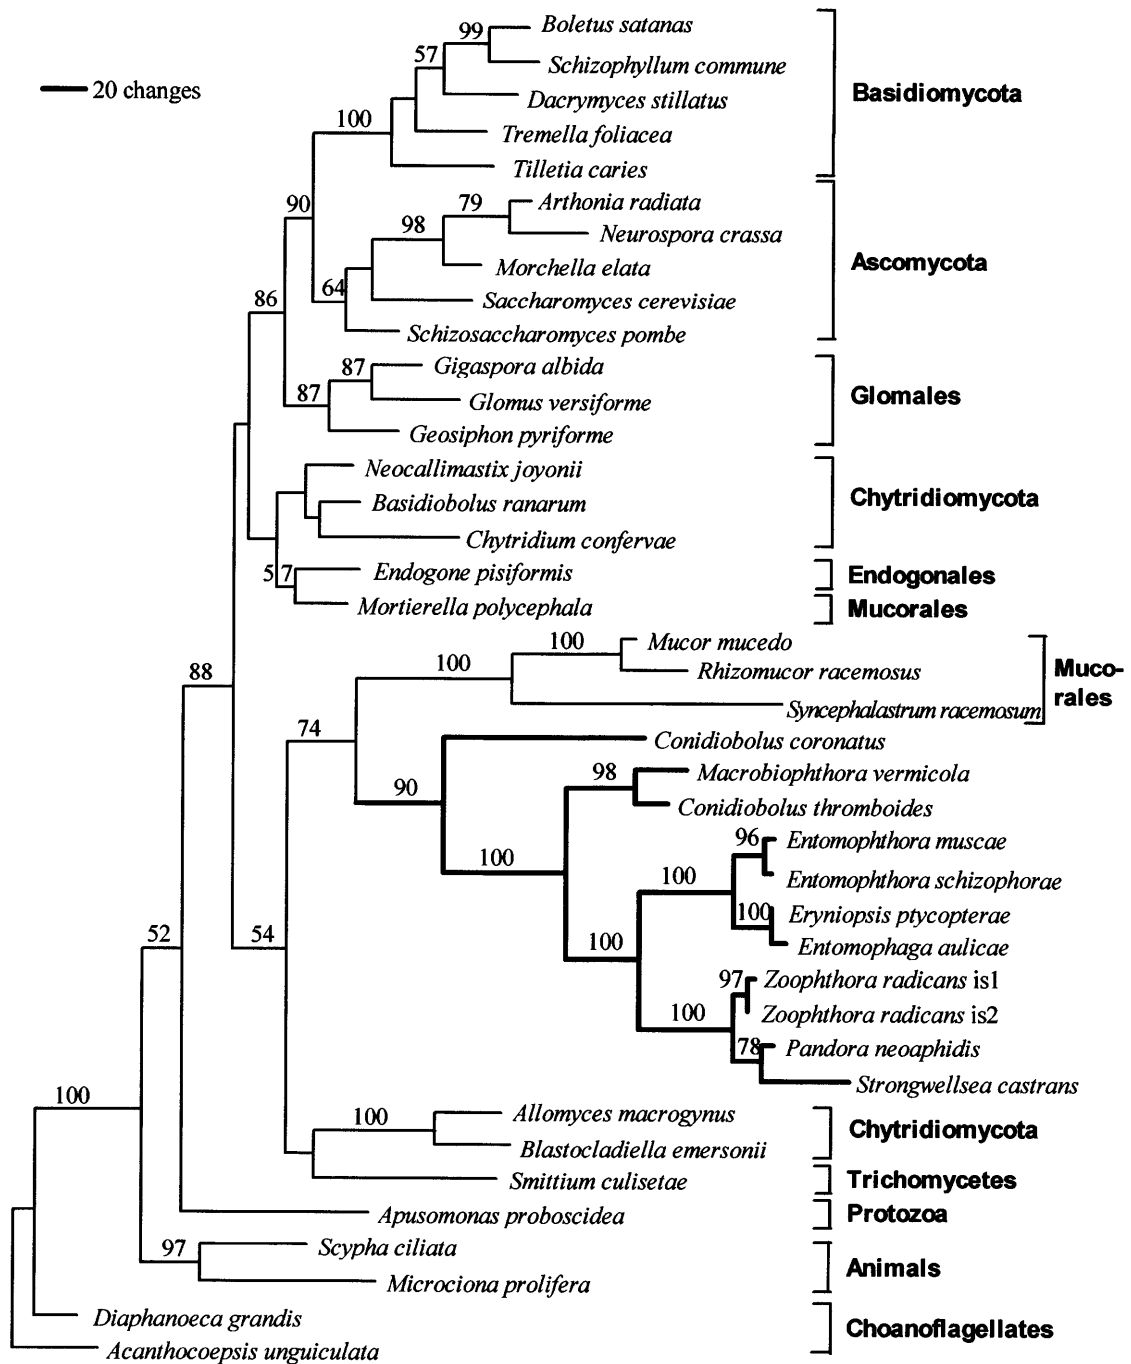 99 Boletus satanas
57 Schizophyllum commune
20 changes
Dacrymyces stillatus
Basidiomycota
100
Tremella foliacea
Tilletia caries
90
79 Arthonia radiata
98 Neurospora crassa
Morchella elata
Ascomycota
64 Saccharomyces cerevisiae
86
Schizosaccharomyces pombe
87 Gigaspora albida
87 Glomus versiforme
Glomales
Geosiphon pyriforme
Neocallimastix joyonii
Basidiobolus ranarum
Chytridiomycota
Chytridium confervae
57 Endogone pisiformis
Endogonales
Mortierella polycephala
Mucorales
100 Mucor mucedo
88
100 Rhizomucor racemosus
Muco-
rales
Syncephalastrum racemosum
74
Conidiobolus coronatus
98 Macrobiophthora vermicola
90 Conidiobolus thromboides
96 Entomophthora muscae
100
100 Entomophthora schizophorae
100 Eryniopsis ptycopterae
52 54 100 Entomophaga aulicae
97 Zoophthora radicans is1
100 Zoophthora radicans is2
78 Pandora neoaphidis
Strongwellsea castrans
100
100 Allomyces macrogynus
Chytridiomycota
Blastocladiella emersonii
Smittium culisetae
Trichomycetes
Apusomonas proboscidea
Protozoa
97 Scypha ciliata
Animals
Microciona prolifera
Diaphanoeca grandis
Choanoflagellates
Acanthocoepsis unguiculata